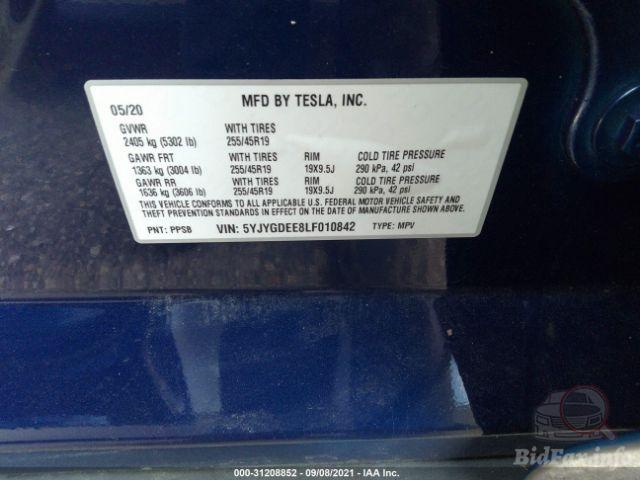 05/20 MFD BY TESLA, INC.
GVWR WITH TIRES
2405 kg (5302 lb) 255/45R19
GAWR FRT WITH TIRES RIM COLD TIRE PRESSURE
1363 kg (3004 lb) 255/45R19 19X9.5J 290 kPa, 42 psi
GAWR RR WITH TIRES RIM COLD TIRE PRESSURE
1636 kg (3606 lb) 255/45R19 19X9.5J 290 kPa, 42 psi
THIS VEHICLE CONFORMS TO ALL APPLICABLE U.S. FEDERAL MOTOR VEHICLE SAFETY AND
THEFT PREVENTION STANDARDS IN EFFECT ON THE DATE OF MANUFACTURE SHOWN ABOVE.
PNT: PPSB VIN: 5YJYGDEE8LF010842 TYPE: MPV
BidFax.info
000-31208852 - 09/08/2021 - IAA Inc.